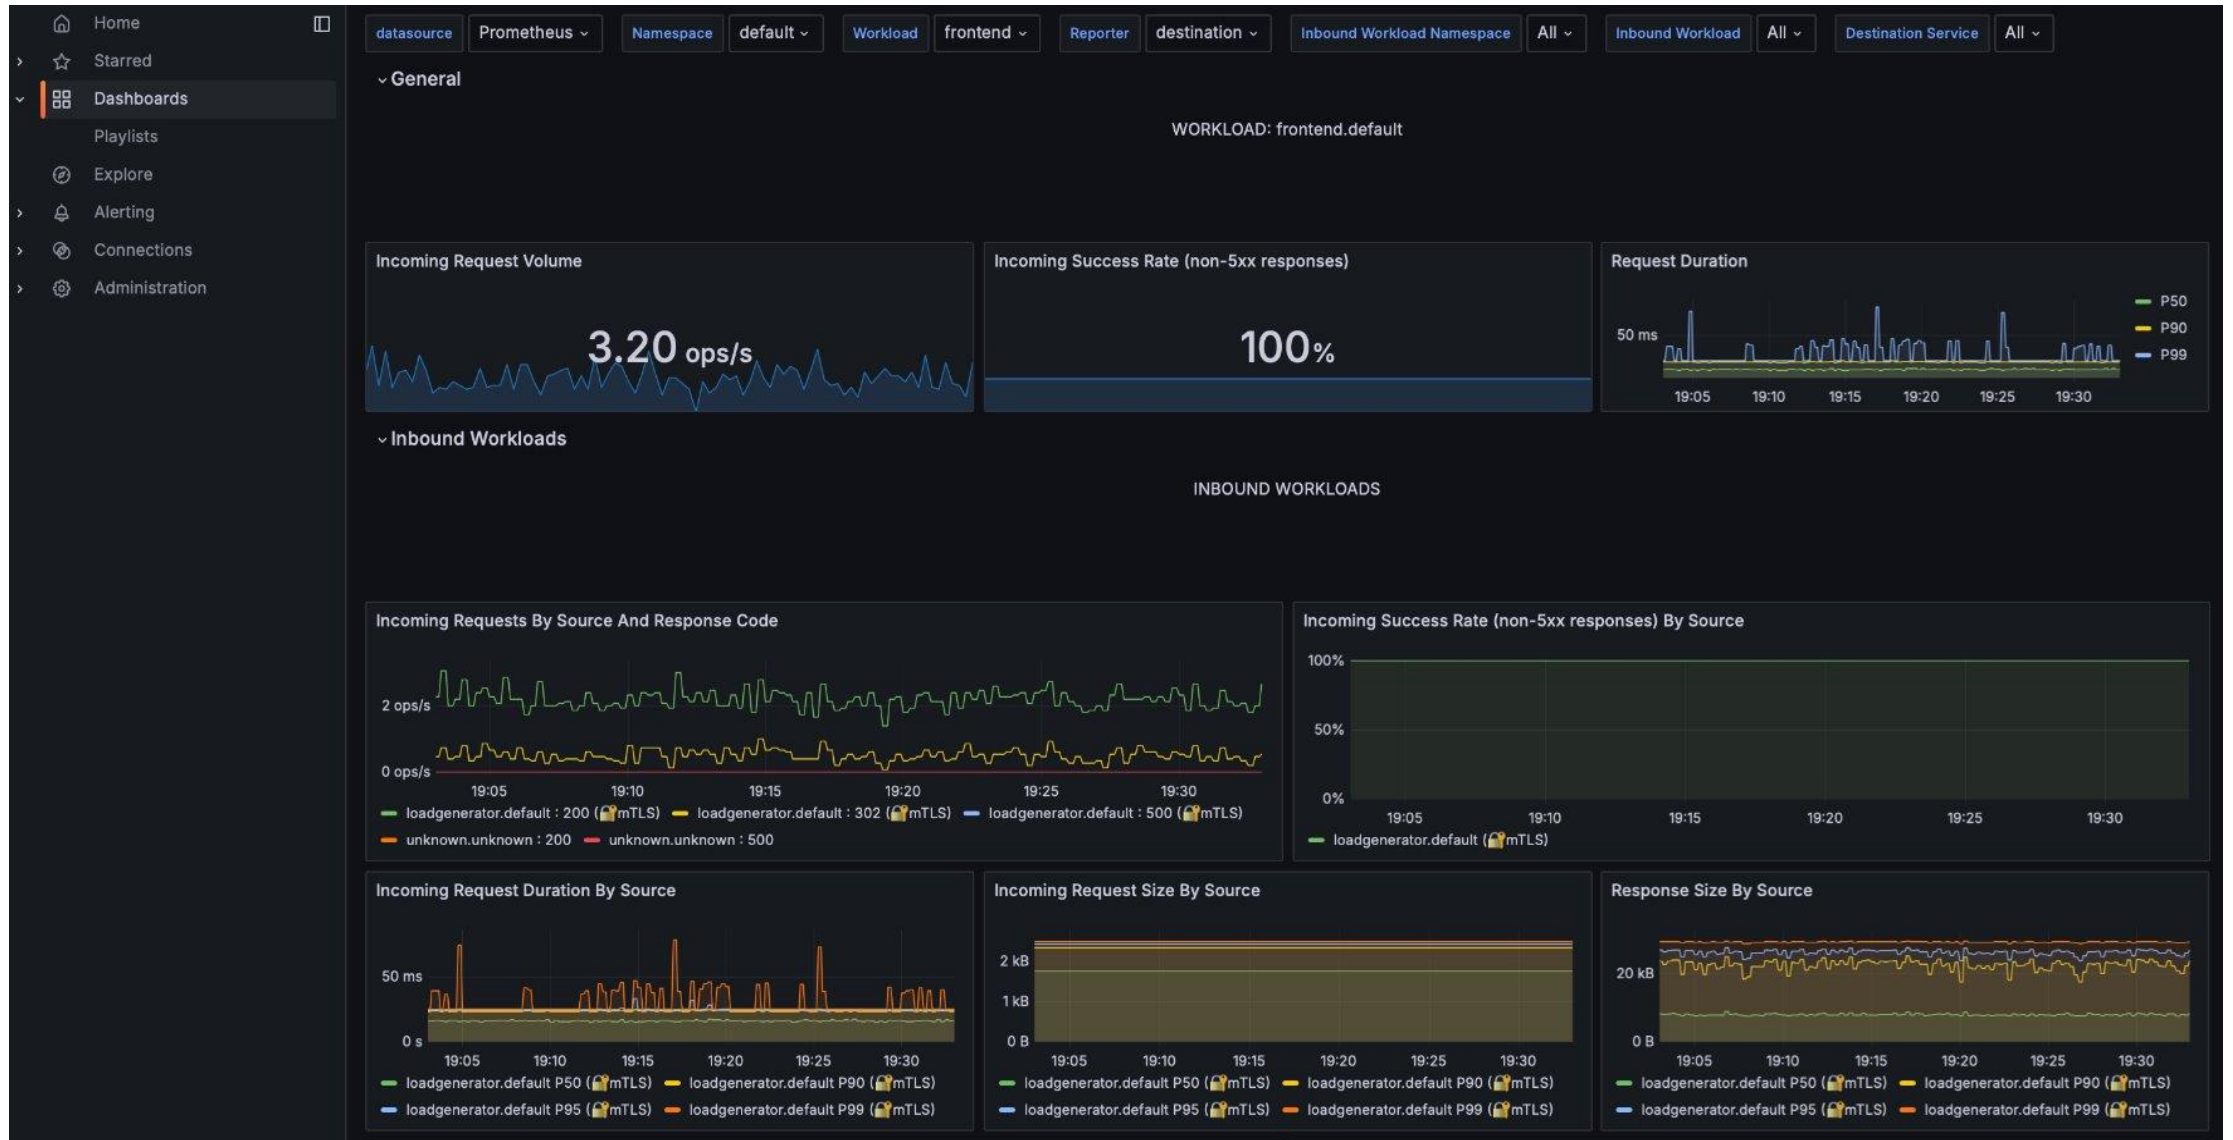 Home
Starred
Dashboards
Playlists
Explore
Alerting
Connections
Administration
datasource Prometheus Namespace default Workload frontend Reporter destination Inbound Workload Namespace All Inbound Workload All Destination Service All
General
WORKLOAD: frontend.default
Incoming Request Volume
3.20 ops/s
Incoming Success Rate (non-5xx responses)
100%
Request Duration
50 ms
19:05 19:10 19:15 19:20 19:25 19:30
P50
P90
P99
Inbound Workloads
INBOUND WORKLOADS
Incoming Requests By Source And Response Code
2 ops/s
0 ops/s
19:05 19:10 19:15 19:20 19:25 19:30
loadgenerator.default : 200 (🔐mTLS) loadgenerator.default : 302 (🔐mTLS) loadgenerator.default : 500 (🔐mTLS)
unknown.unknown : 200 unknown.unknown : 500
Incoming Success Rate (non-5xx responses) By Source
100%
50%
0%
19:05 19:10 19:15 19:20 19:25 19:30
loadgenerator.default (🔐mTLS)
Incoming Request Duration By Source
50 ms
0 s
19:05 19:10 19:15 19:20 19:25 19:30
loadgenerator.default P50 (🔐mTLS) loadgenerator.default P90 (🔐mTLS)
loadgenerator.default P95 (🔐mTLS) loadgenerator.default P99 (🔐mTLS)
Incoming Request Size By Source
2 kB
1 kB
0 B
19:05 19:10 19:15 19:20 19:25 19:30
loadgenerator.default P50 (🔐mTLS) loadgenerator.default P90 (🔐mTLS)
loadgenerator.default P95 (🔐mTLS) loadgenerator.default P99 (🔐mTLS)
Response Size By Source
20 kB
0 B
19:05 19:10 19:15 19:20 19:25 19:30
loadgenerator.default P50 (🔐mTLS) loadgenerator.default P90 (🔐mTLS)
loadgenerator.default P95 (🔐mTLS) loadgenerator.default P99 (🔐mTLS)